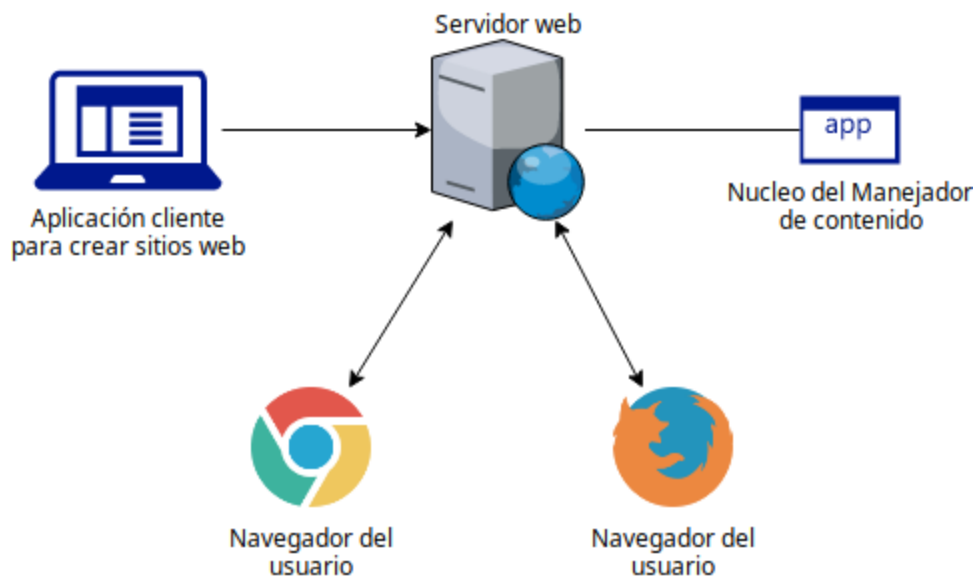 Servidor web
app
Aplicación cliente
para crear sitios web
Nucleo del Manejador
de contenido
Navegador del
usuario
Navegador del
usuario